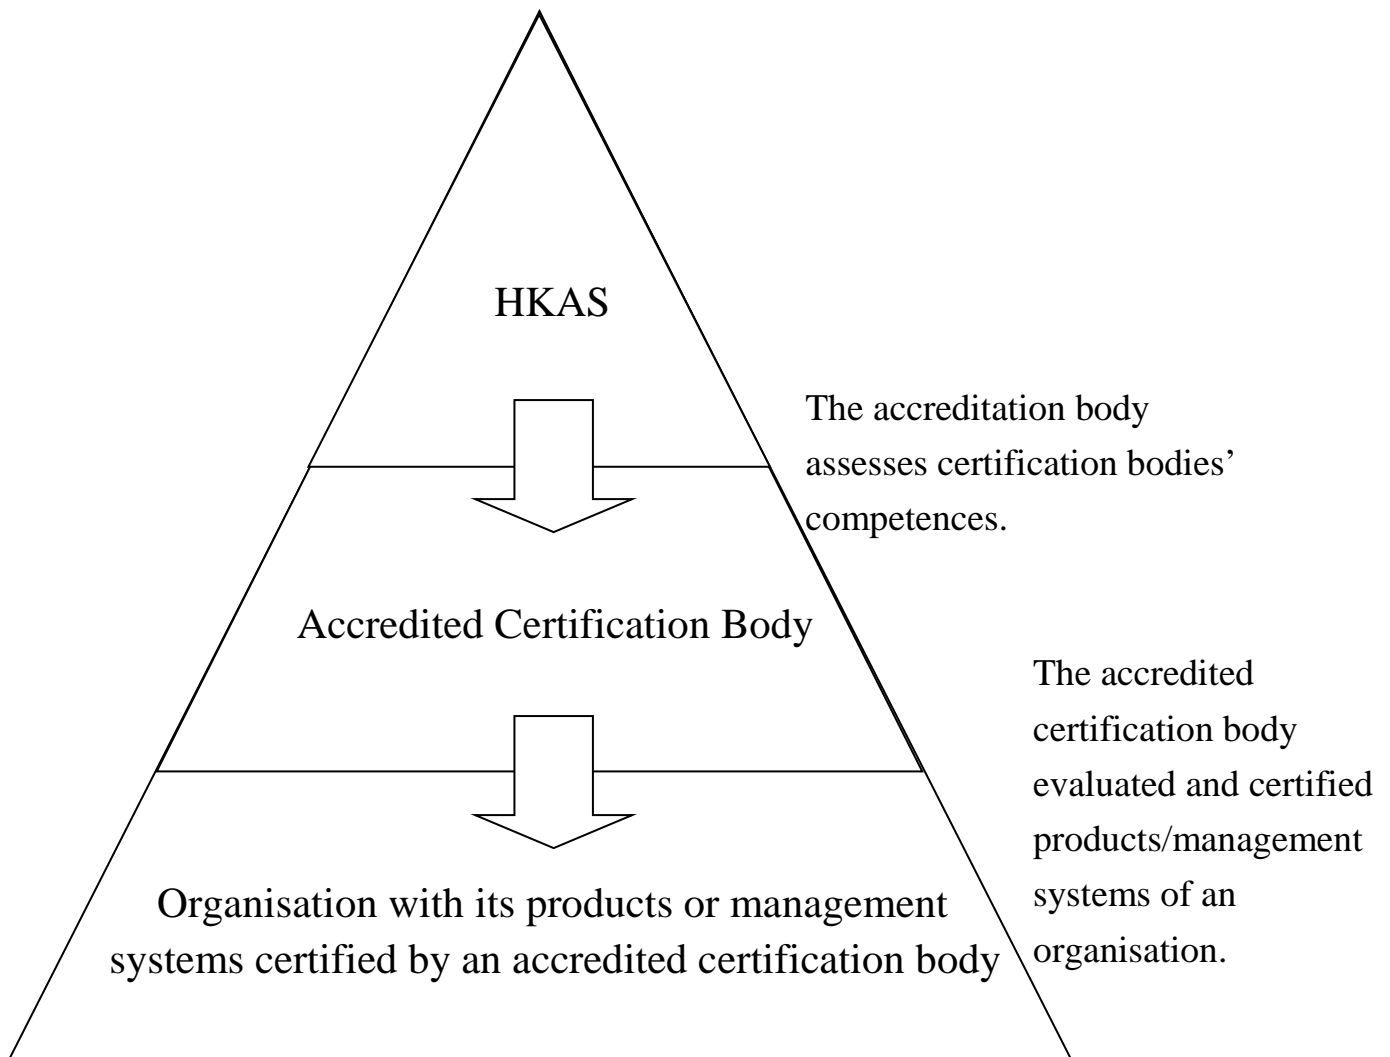 HKAS
The accreditation body
assesses certification bodies’
competences.
Accredited Certification Body
The accredited
certification body
evaluated and certified
products/management
systems of an
organisation.
Organisation with its products or management
systems certified by an accredited certification body